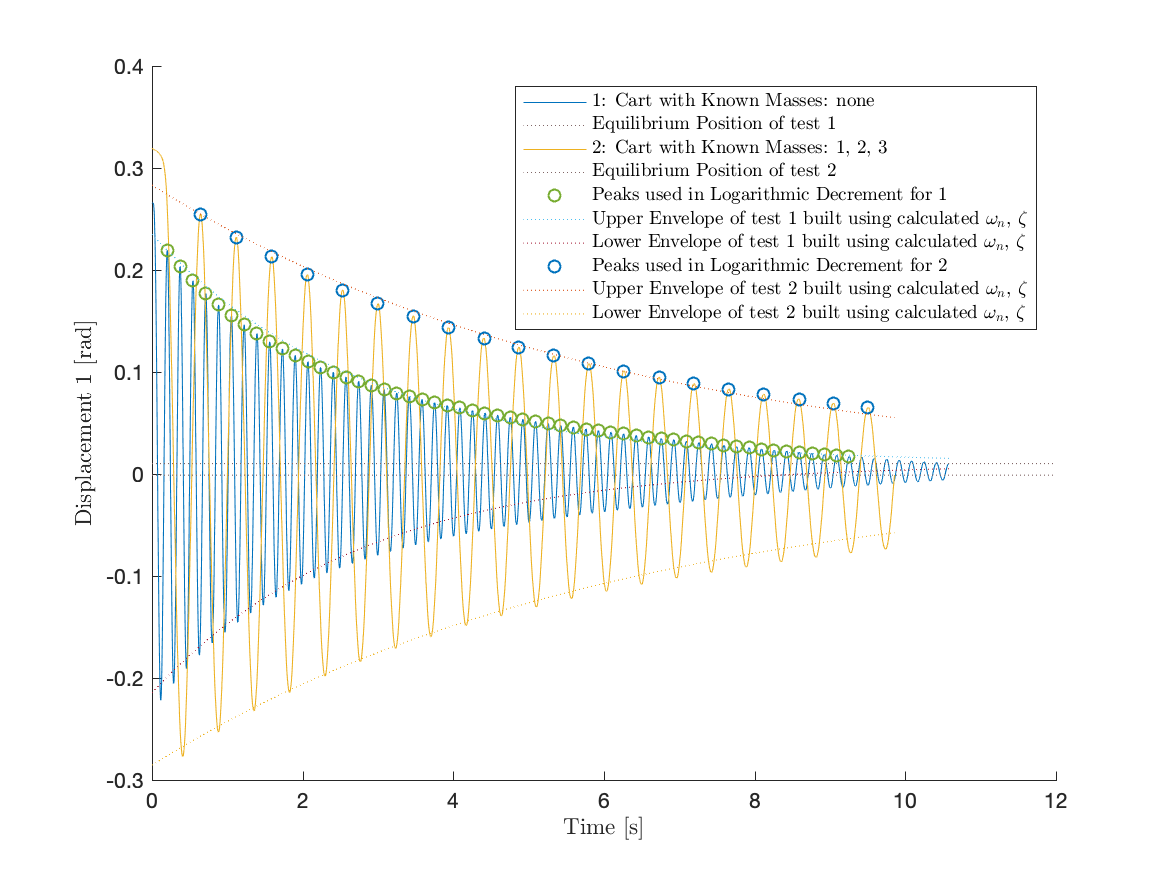 0.4
0.3
0.2
0.1
0
-0.1
-0.2
-0.3
Displacement 1 [rad]
1: Cart with Known Masses: none
Equilibrium Position of test 1
2: Cart with Known Masses: 1, 2, 3
Equilibrium Position of test 2
Peaks used in Logarithmic Decrement for 1
Upper Envelope of test 1 built using calculated ωₙ, ζ
Lower Envelope of test 1 built using calculated ωₙ, ζ
Peaks used in Logarithmic Decrement for 2
Upper Envelope of test 2 built using calculated ωₙ, ζ
Lower Envelope of test 2 built using calculated ωₙ, ζ
0 2 4 6 8 10 12
Time [s]